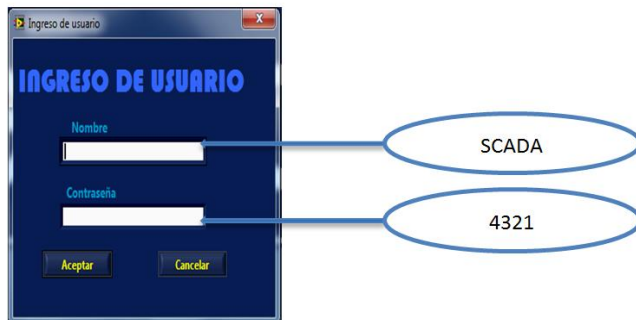 Ingreso de usuario
INGRESO DE USUARIO
Nombre
SCADA
Contraseña
4321
Aceptar
Cancelar